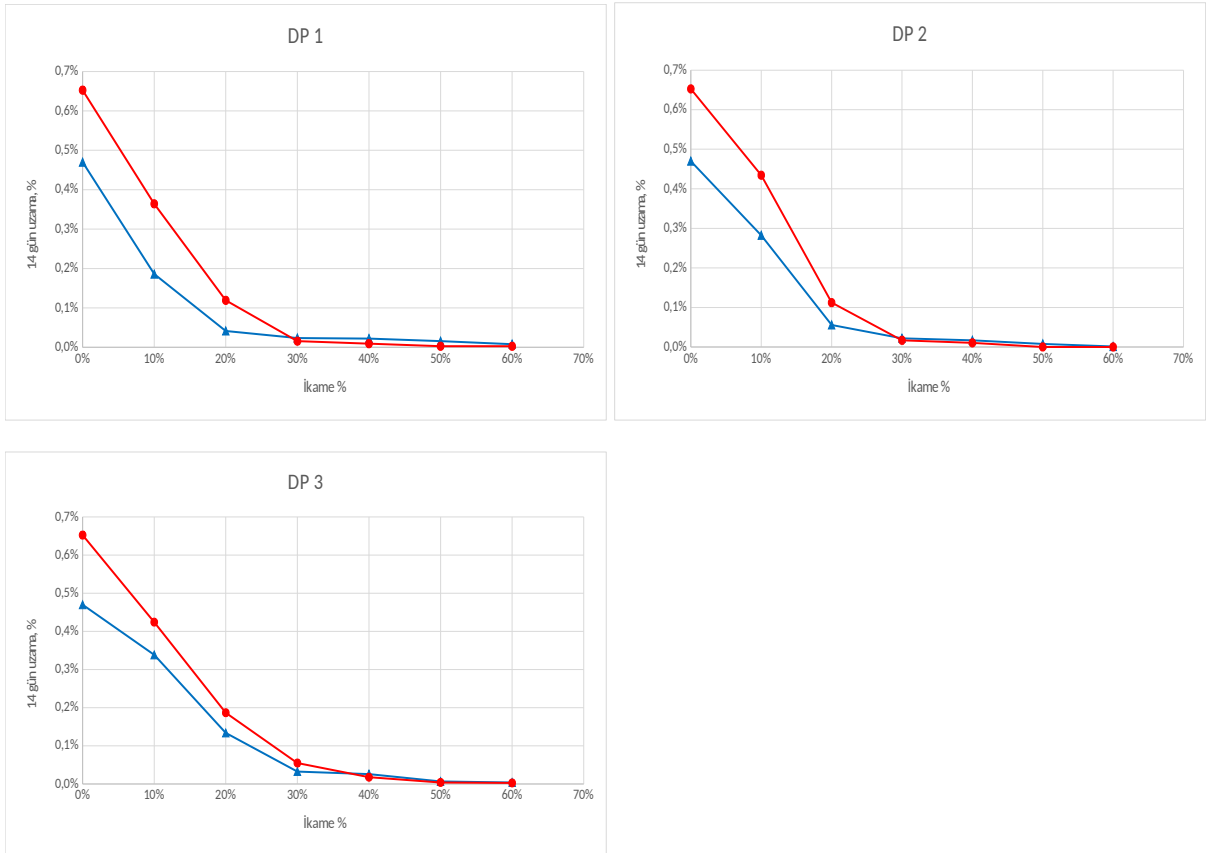 DP 1
0,7%
0,6%
0,5%
0,4%
0,3%
0,2%
0,1%
0,0%
0% 10% 20% 30% 40% 50% 60% 70%
14 gün uzama, %
İkame %
DP 2
0,7%
0,6%
0,5%
0,4%
0,3%
0,2%
0,1%
0,0%
0% 10% 20% 30% 40% 50% 60% 70%
14 gün uzama, %
İkame %
DP 3
0,7%
0,6%
0,5%
0,4%
0,3%
0,2%
0,1%
0,0%
0% 10% 20% 30% 40% 50% 60% 70%
14 gün uzama, %
İkame %